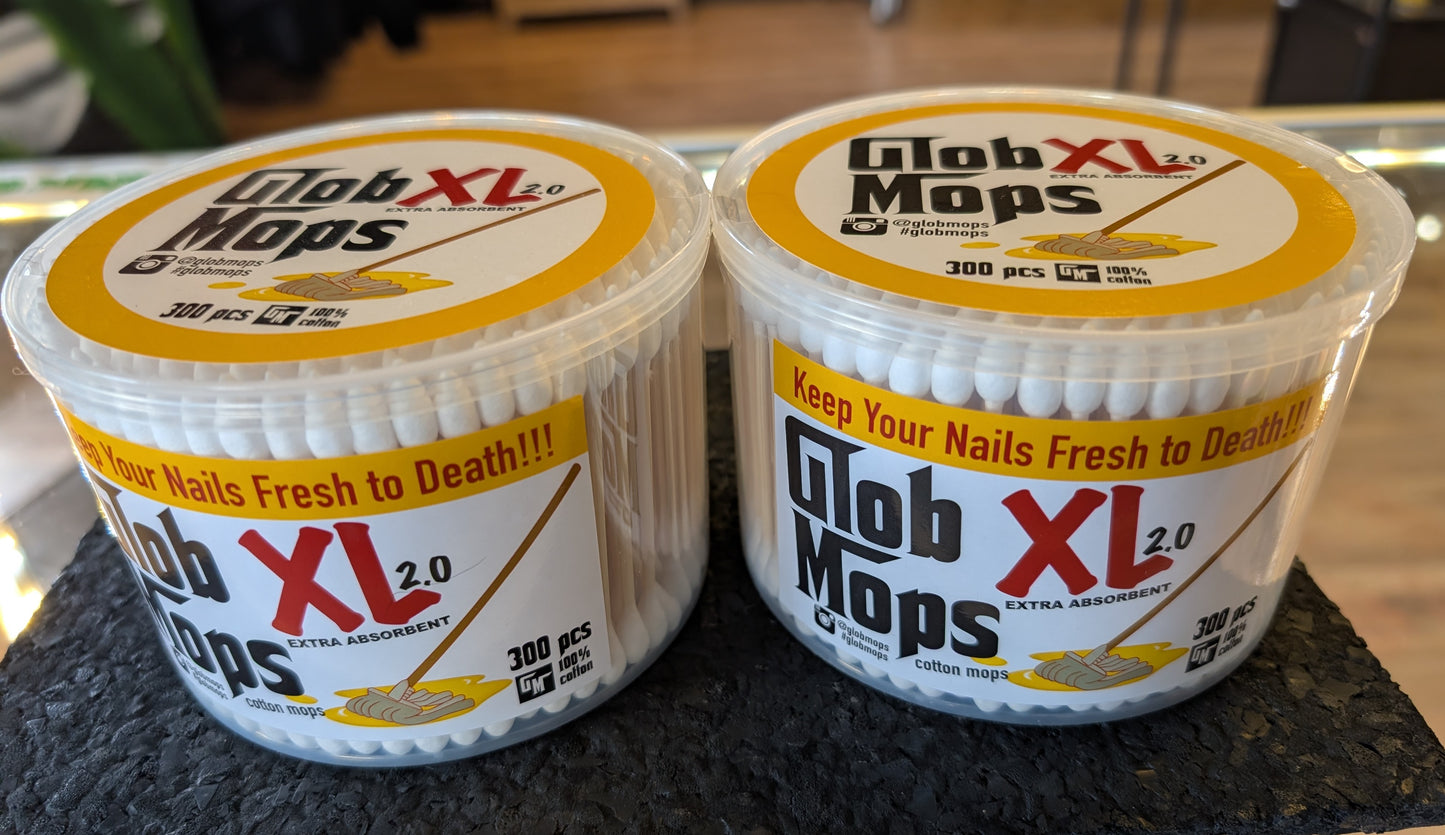 Glob XL 2.0
EXTRA ABSORBENT
Mops
@globmops
#globmops
300 pcs GM 100%
cotton
Keep Your Nails Fresh to Death!!!
Glob
XL 2.0
Mops
EXTRA ABSORBENT
@globmops
#globmops
cotton mops
300 pcs
GM 100%
cotton
Glob XL 2.0
EXTRA ABSORBENT
Mops
@globmops
#globmops
300 pcs GM 100%
cotton
Keep Your Nails Fresh to Death!!!
Glob
XL 2.0
Mops
EXTRA ABSORBENT
@globmops
#globmops
cotton mops
300 pcs
GM 100%
cotton